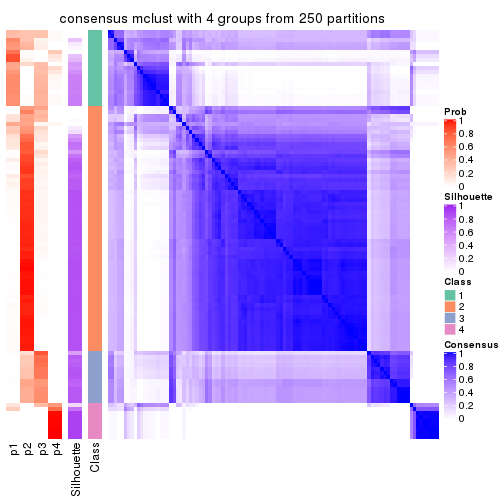 consensus mclust with 4 groups from 250 partitions
Prob
1
0.8
0.6
0.4
0.2
0
Silhouette
1
0.8
0.6
0.4
0.2
0
Class
1
2
3
4
Consensus
1
0.8
0.6
0.4
0.2
0
p1
p2
p3
p4
Silhouette
Class